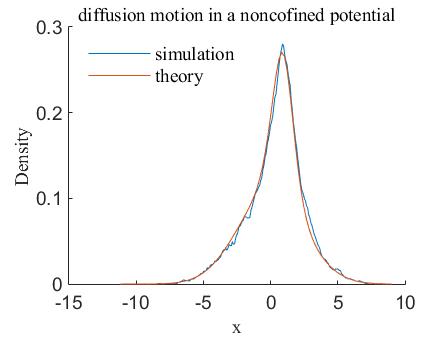 diffusion motion in a noncofined potential
0.3
simulation
theory
0.2
Density
0.1
0
-15 -10 -5 0 5 10
x